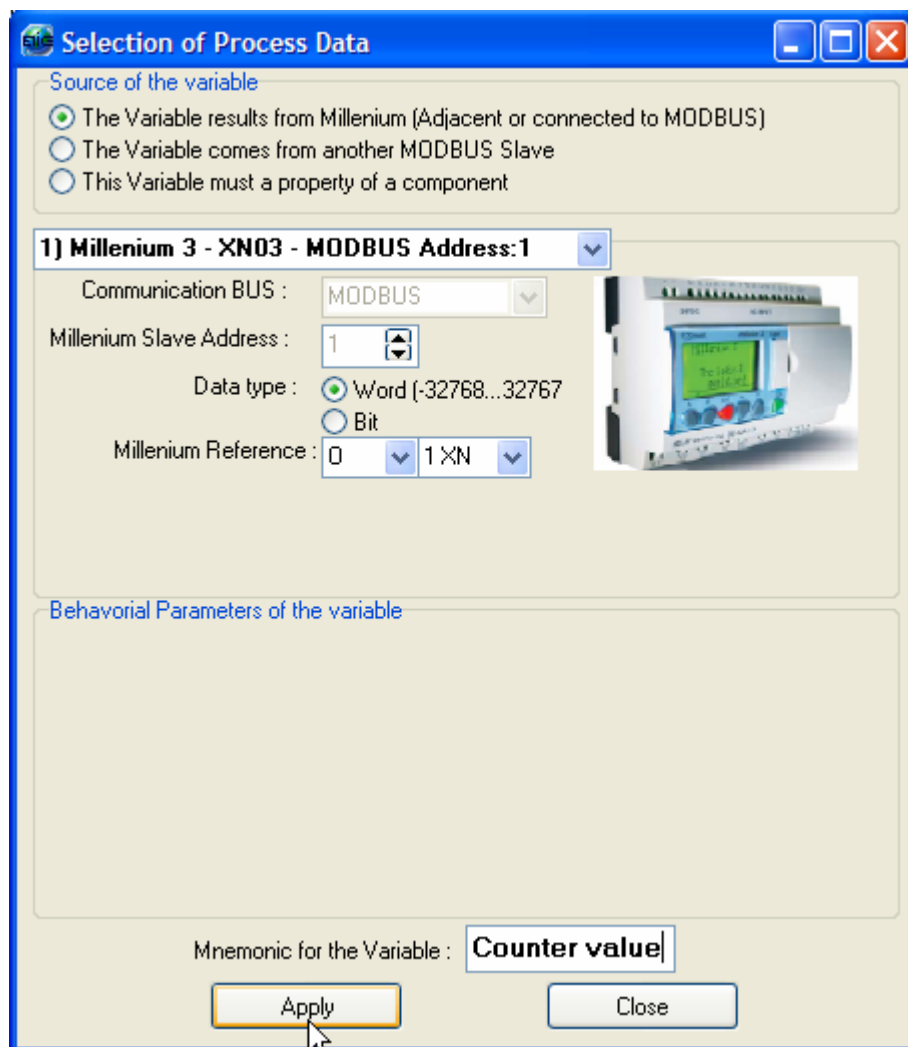 Selection of Process Data
Source of the variable
The Variable results from Millenium (Adjacent or connected to MODBUS)
The Variable comes from another MODBUS Slave
This Variable must a property of a component
1) Millenium 3 - XN03 - MODBUS Address:1
Communication BUS : MODBUS
Millenium Slave Address : 1
Data type : Word (-32768...32767
Bit
Millenium Reference : O 1 XN
Behavorial Parameters of the variable
Mnemonic for the Variable : Counter value
Apply Close